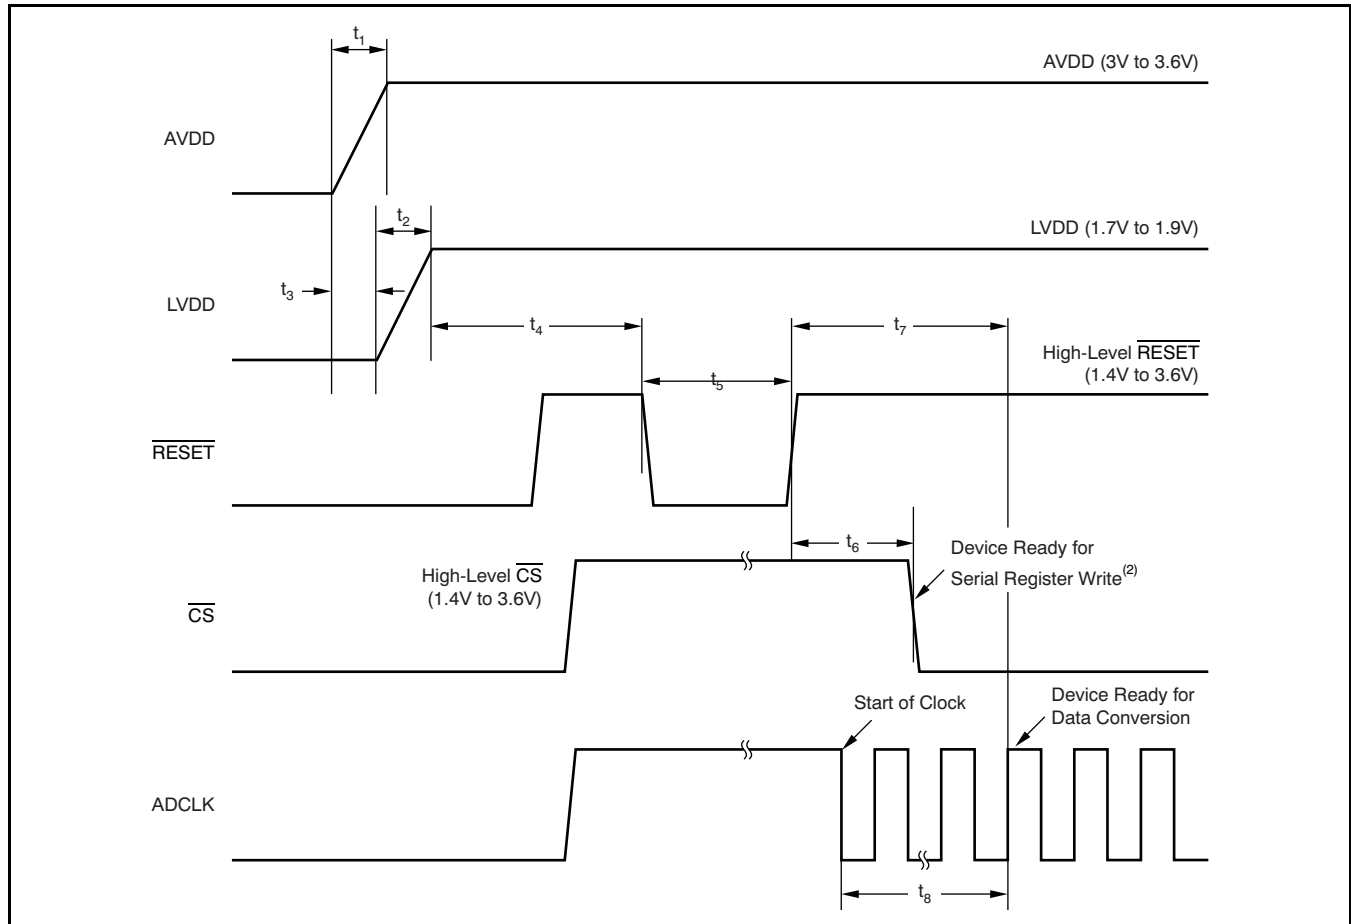 t1
AVDD (3V to 3.6V)
AVDD
t2
LVDD (1.7V to 1.9V)
t3
LVDD
t4
t7
High-Level RESET
(1.4V to 3.6V)
t5
RESET
t6
Device Ready for
Serial Register Write(2)
High-Level CS
(1.4V to 3.6V)
CS
Start of Clock
Device Ready for
Data Conversion
ADCLK
t8